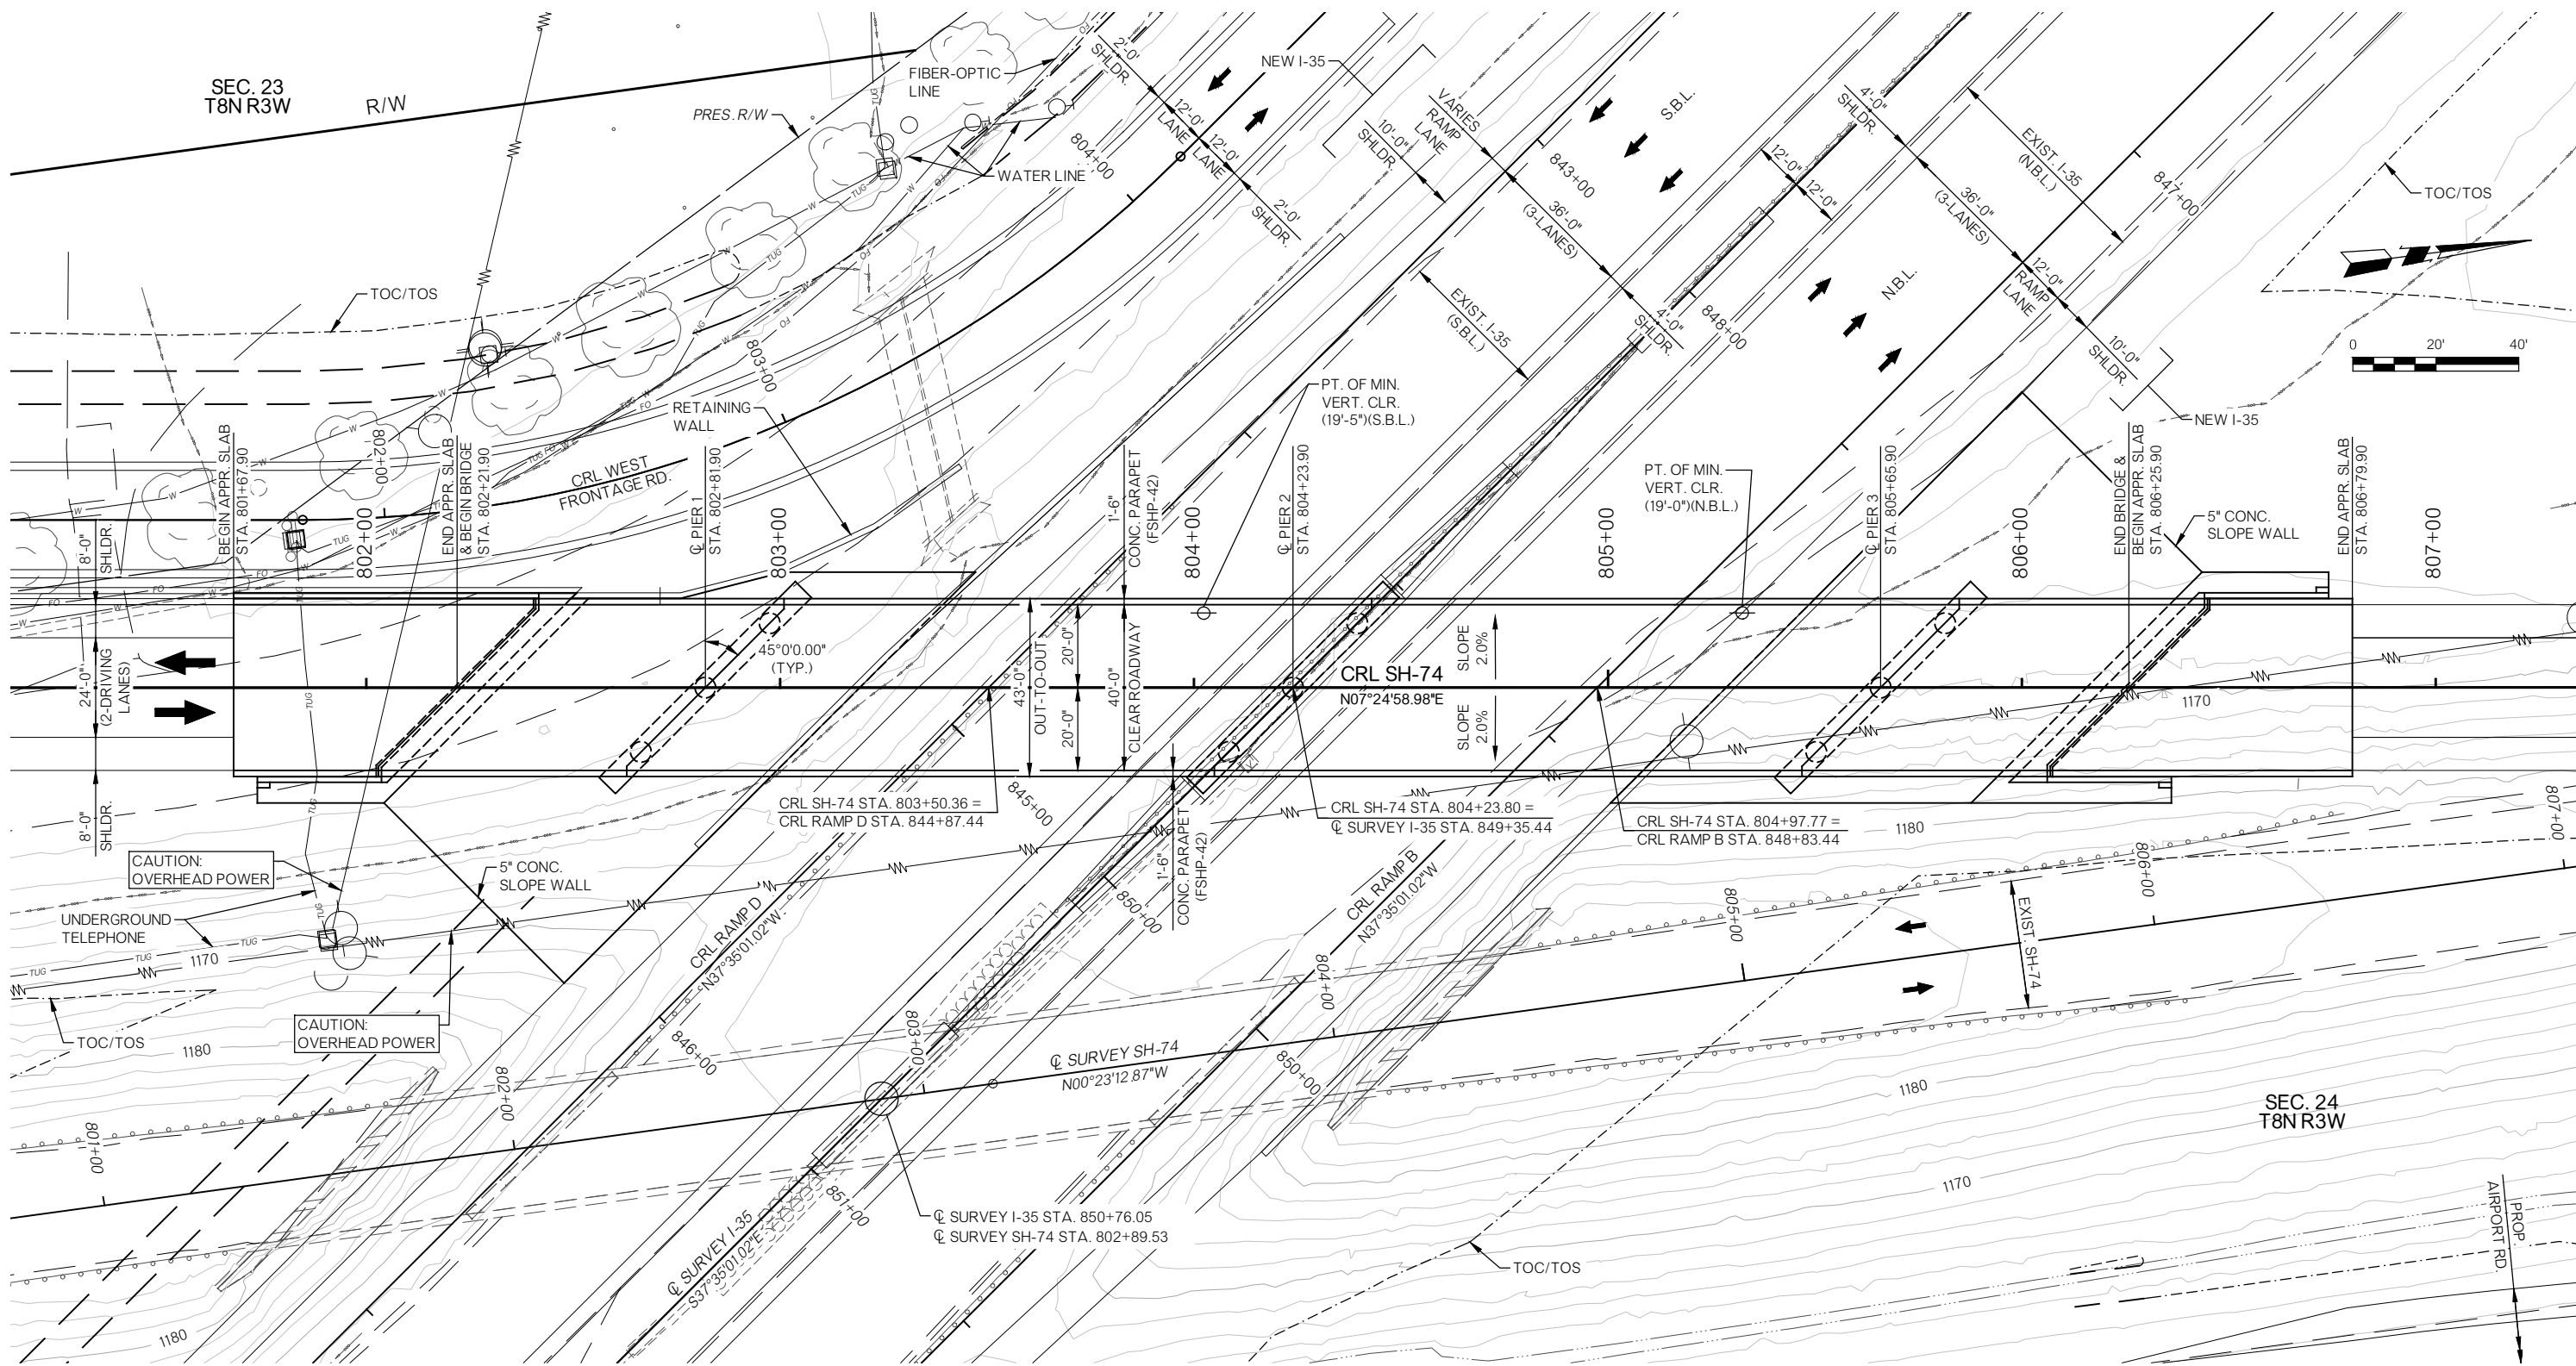 SEC. 23
T8N R3W
R/W
PRES. R/W
FIBER-OPTIC
LINE
WATER LINE
2'-0"
SHLDR.
12'-0"
LANE
12'-0"
LANE
2'-0"
SHLDR.
804+00
NEW I-35
10'-0"
SHLDR.
VARIES
RAMP
LANE
843+00
36'-0"
(3-LANES)
S.B.L.
12'-0"
12'-0"
4'-0"
SHLDR.
4'-0"
SHLDR.
36'-0"
(3-LANES)
EXIST. I-35
(N.B.L.)
847+00
12'-0"
RAMP
LANE
10'-0"
SHLDR.
NEW I-35
N.B.L.
848+00
EXIST. I-35
(S.B.L.)
TOC/TOS
0 20' 40'
TOC/TOS
803+00
802+00
RETAINING
WALL
CRL WEST
FRONTAGE RD.
BEGIN APPR. SLAB
STA. 801+67.90
END APPR. SLAB
& BEGIN BRIDGE
STA. 802+21.90
℄ PIER 1
STA. 802+81.90
1'-6"
CONC. PARAPET
(FSHP-42)
PT. OF MIN.
VERT. CLR.
(19'-5")(S.B.L.)
℄ PIER 2
STA. 804+23.90
PT. OF MIN.
VERT. CLR.
(19'-0")(N.B.L.)
℄ PIER 3
STA. 805+65.90
END BRIDGE &
BEGIN APPR. SLAB
STA. 806+25.90
5" CONC.
SLOPE WALL
END APPR. SLAB
STA. 806+79.90
802+00
803+00
804+00
805+00
806+00
807+00
8'-0"
SHLDR.
24'-0"
(2-DRIVING
LANES)
8'-0"
SHLDR.
45°0'0.00"
(TYP.)
43'-0"
OUT-TO-OUT
20'-0"
20'-0"
40'-0"
CLEAR ROADWAY
CRL SH-74
N07°24'58.98"E
SLOPE
2.0%
SLOPE
2.0%
1170
CRL SH-74 STA. 803+50.36 =
CRL RAMP D STA. 844+87.44
845+00
1'-6"
CONC. PARAPET
(FSHP-42)
CRL SH-74 STA. 804+23.80 =
℄ SURVEY I-35 STA. 849+35.44
CRL SH-74 STA. 804+97.77 =
CRL RAMP B STA. 848+83.44
1180
CAUTION:
OVERHEAD POWER
5" CONC.
SLOPE WALL
UNDERGROUND
TELEPHONE
TUG
TUG
TUG
TUG
TUG
TUG
TUG
TUG
TUG
TUG
W
W
W
W
W
W
W
FO
FO
FO
FO
1170
TOC/TOS
1180
CAUTION:
OVERHEAD POWER
CRL RAMP D
N37°35'01.02"W
846+00
850+00
CRL RAMP B
N37°35'01.02"W
805+00
806+00
807+00
EXIST. SH-74
804+00
803+00
℄ SURVEY SH-74
N00°23'12.87"W
850+00
802+00
801+00
1180
SEC. 24
T8N R3W
1170
℄ SURVEY I-35
S37°35'01.02"E
851+00
℄ SURVEY I-35 STA. 850+76.05
℄ SURVEY SH-74 STA. 802+89.53
TOC/TOS
PROP
AIRPORT RD.
1180